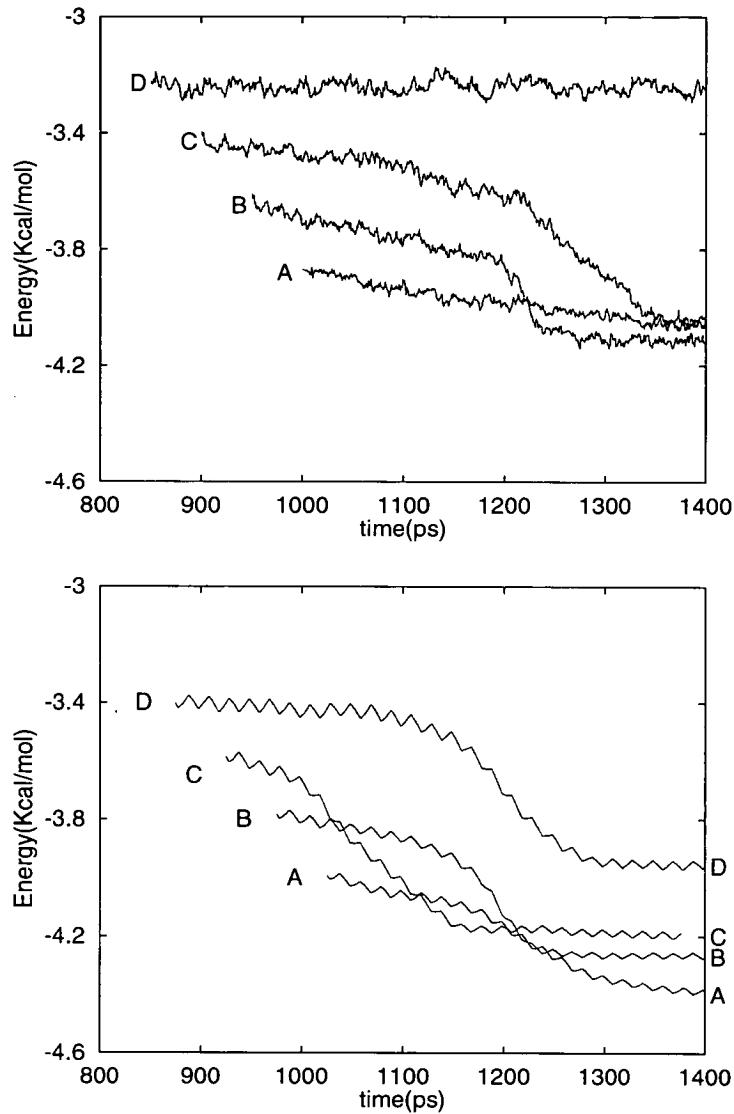 -3
-3.4
-3.8
-4.2
-4.6
Energy(Kcal/mol)
D
C
B
A
800 900 1000 1100 1200 1300 1400
time(ps)
-3
-3.4
-3.8
-4.2
-4.6
Energy(Kcal/mol)
D
C
B
A
D
C
B
A
800 900 1000 1100 1200 1300 1400
time(ps)